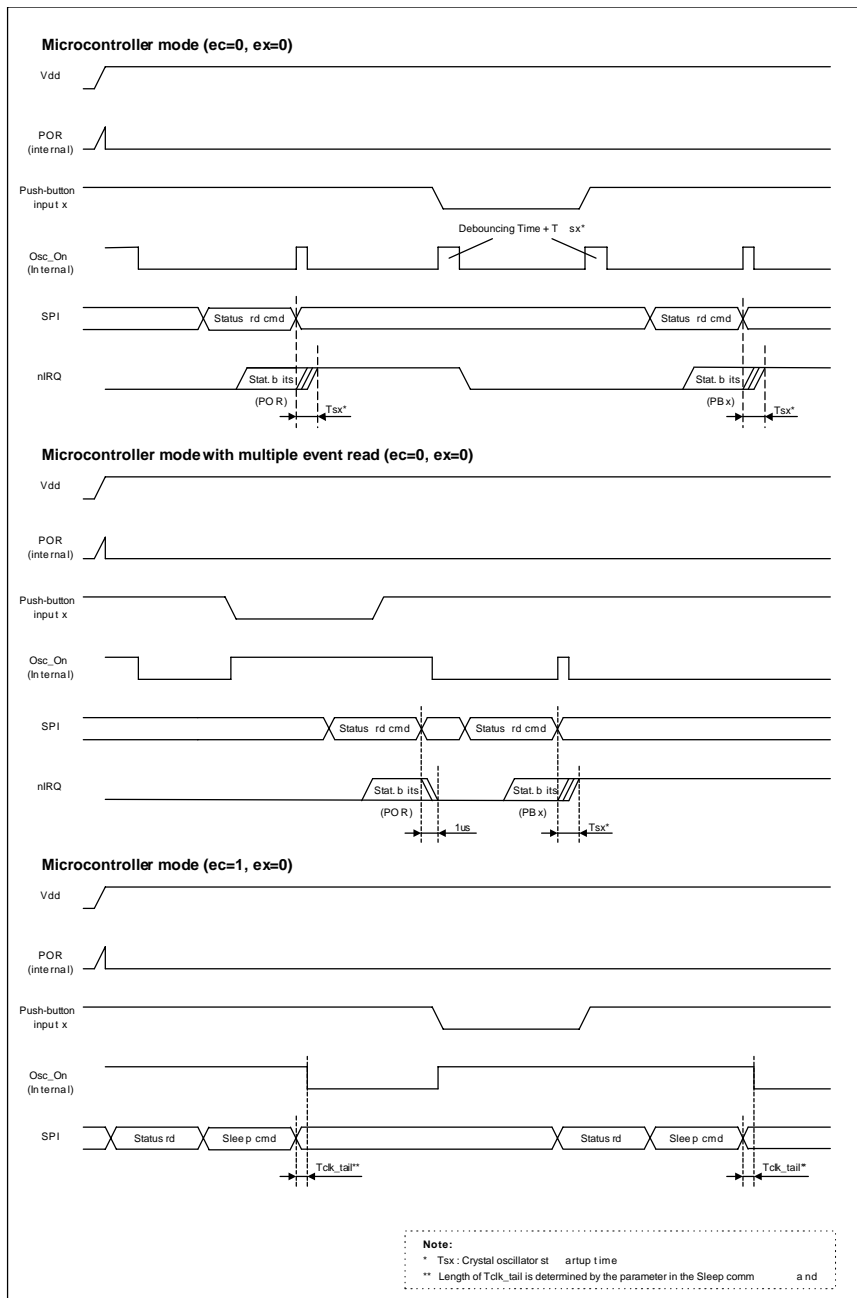 Microcontroller mode (ec=0, ex=0)
Vdd
POR
(internal)
Push-button
input x
Debouncing Time + T sx*
Osc_On
(Internal)
SPI
Status rd cmd
Status rd cmd
nIRQ
Stat. b its
Stat. b its
(POR)
Tsx*
(PBx)
Tsx*
Microcontroller mode with multiple event read (ec=0, ex=0)
Vdd
POR
(internal)
Push-button
input x
Osc_On
(Internal)
SPI
Status rd cmd
Status rd cmd
nIRQ
Stat. b its
Stat. b its
(POR)
1us
(PBx)
Tsx*
Microcontroller mode (ec=1, ex=0)
Vdd
POR
(internal)
Push-button
input x
Osc_On
(Internal)
SPI
Status rd
Sleep cmd
Status rd
Sleep cmd
Tclk_tail**
Tclk_tail*
Note:
* Tsx : Crystal oscillator st artup time
** Length of Tclk_tail is determined by the parameter in the Sleep comm and